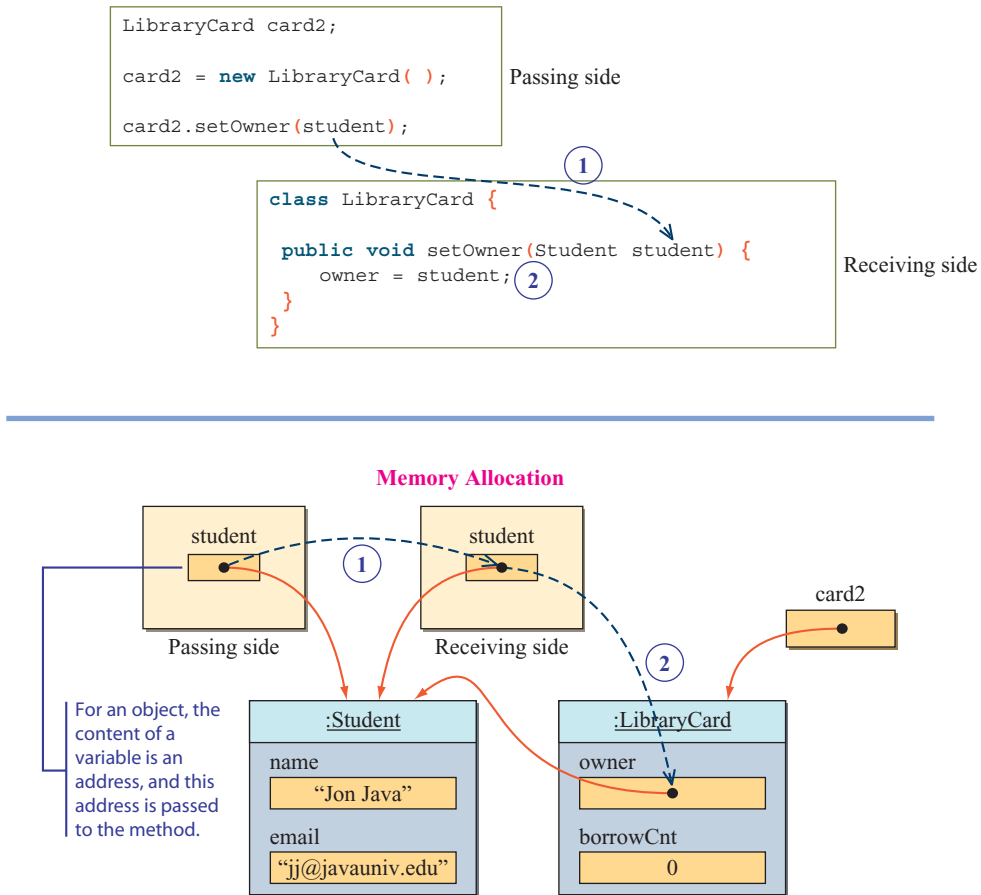 LibraryCard card2;
card2 = new LibraryCard( );
card2.setOwner(student);
Passing side
1
class LibraryCard {
public void setOwner(Student student) {
owner = student;
2
}
}
Receiving side
Memory Allocation
student
1
student
Passing side
Receiving side
card2
2
For an object, the
content of a
variable is an
address, and this
address is passed
to the method.
:Student
name
“Jon Java”
email
“jj@javauniv.edu”
:LibraryCard
owner
borrowCnt
0